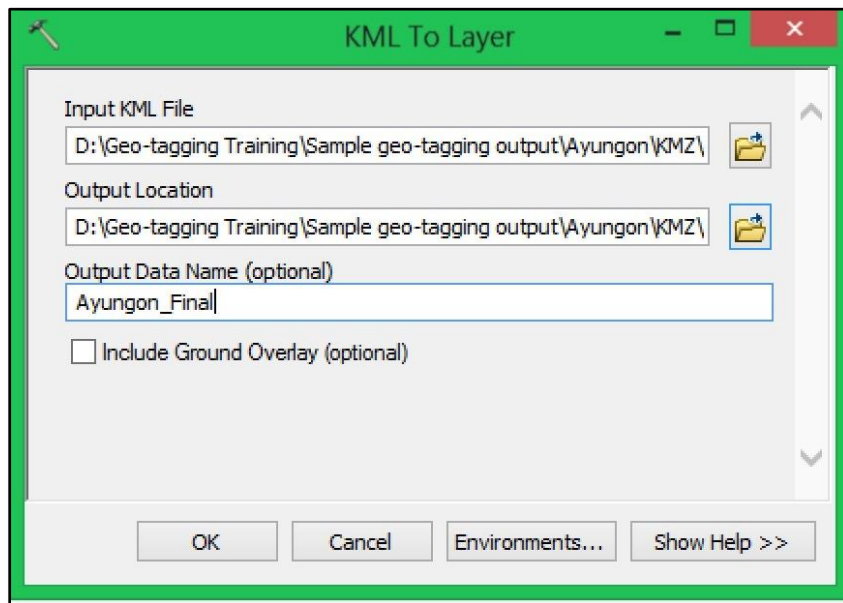 KML To Layer
Input KML File
D:\Geo-tagging Training\Sample geo-tagging output\Ayungon\KMZ\
Output Location
D:\Geo-tagging Training\Sample geo-tagging output\Ayungon\KMZ\
Output Data Name (optional)
Ayungon_Final
Include Ground Overlay (optional)
OK Cancel Environments... Show Help >>